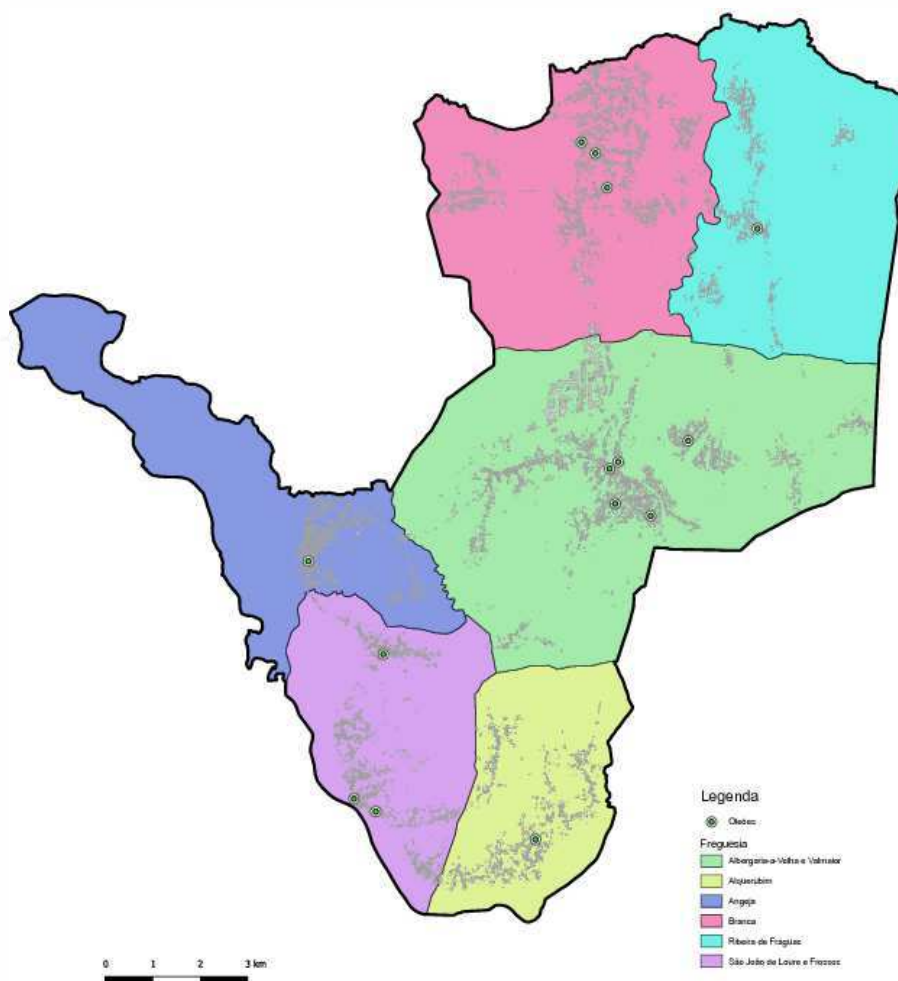 Legenda
Oleões
Freguesia
Albergaria-a-Velha e Valmaior
Alquerubim
Angeja
Branca
Ribeira de Fráguas
São João de Loure e Frossos
0 1 2 3 km